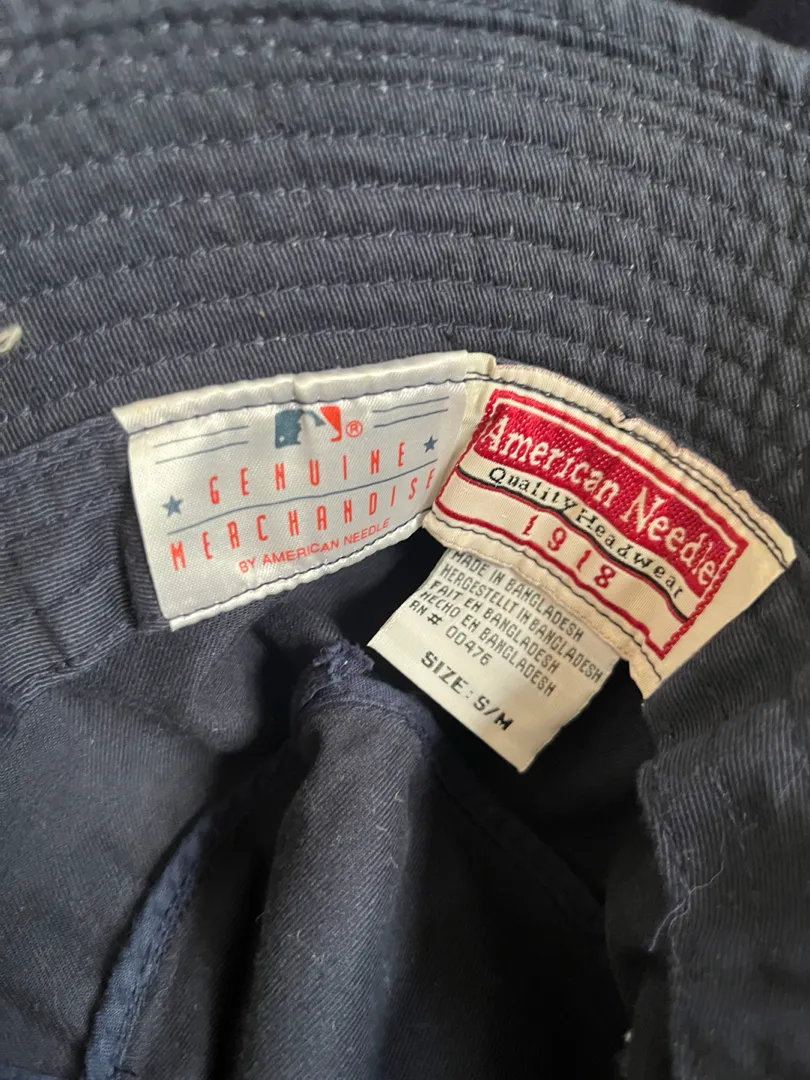 ®
GENUINE
MERCHANDISE
BY AMERICAN NEEDLE
American Needle
Quality Headwear
1918
MADE IN BANGLADESH
HERGESTELLT IN BANGLADESH
FAIT EN BANGLADESH
HECHO EN BANGLADESH
RN # 00476
SIZE: S/M